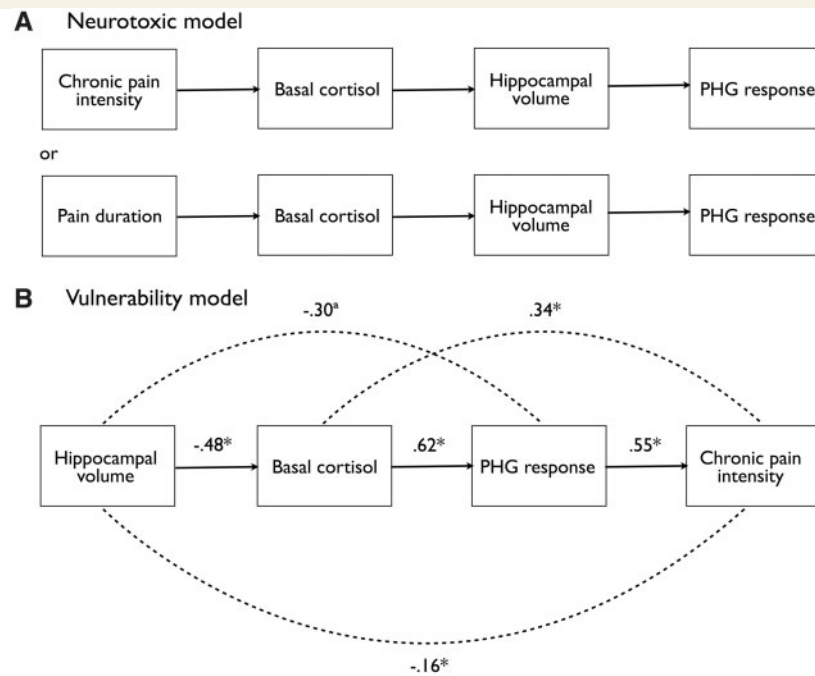 A Neurotoxic model
Chronic pain
intensity
Basal cortisol
Hippocampal
volume
PHG response
or
Pain duration
Basal cortisol
Hippocampal
volume
PHG response
B Vulnerability model
-.30ª
.34*
Hippocampal
volume
-.48*
Basal cortisol
.62*
PHG response
.55*
Chronic pain
intensity
-.16*